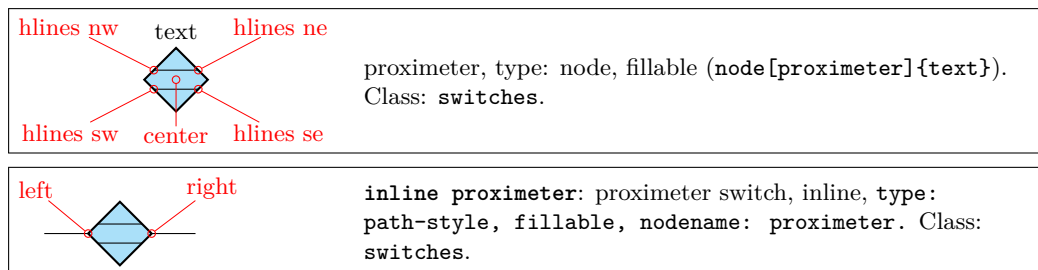 hlines nw
text
hlines ne
hlines sw
center
hlines se
proximeter, type: node, fillable (node[proximeter]{text}).
Class: switches.
left
right
inline proximeter: proximeter switch, inline, type:
path-style, fillable, nodename: proximeter. Class:
switches.